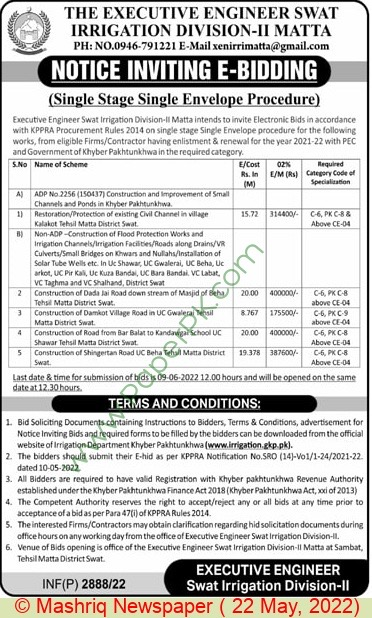 THE EXECUTIVE ENGINEER SWAT
IRRIGATION DIVISION-II MATTA
PH: NO.0946-791221 E-Mail xenirrimatta@gmail.com
NOTICE INVITING E-BIDDING
(Single Stage Single Envelope Procedure)
Executive Engineer Swat Irrigation Division-II Matta intends to invite Electronic Bids in accordance
with KPPRA Procurement Rules 2014 on single stage Single Envelope procedure for the following
works, from eligible Firms/Contractor having enlistment & renewal for the year 2021-22 with PEC
and Government of Khyber Pakhtunkhwa in the required category.
S.No Name of Scheme E/Cost Rs. In (M) 02% E/M (Rs) Required Category Code of Specialization
A) ADP No.2256 (150437) Construction and Improvement of Small
Channels and Ponds in Khyber Pakhtunkhwa.
1) Restoration/Protection of existing Civil Channel in village
Kalakot Tehsil Matta District Swat. 15.72 314400/- C-6, PK C-8 & Above CE-04
B) Non-ADP –Construction of Flood Protection Works and
Irrigation Channels/Irrigation Facilities/Roads along Drains/VR
Culverts/Small Bridges on Khwars and Nullahs/Installation of
Solar Tube Wells etc. In Uc Shawar, UC Gwalerai, UC Beha, Uc
arkot, UC Pir Kali, Uc Kuza Bandai, UC Bara Bandai. VC Labat,
VC Taghma and VC Shalhand, District Swat
2 Construction of Dada Jai Road down stream of Masjid of Beha
Tehsil Matta District Swat. 20.00 400000/- C-6, PK C-8 above CE-04
3 Construction of Damkot Village Road in UC Gwalerai Tehsil
Matta District Swat. 8.767 175500/- C-6, PK C-9 above CE-04
4 Construction of Road from Bar Balat to Kandawgai School UC
Shawar Tehsil Matta District Swat. 20.00 400000/- C-6, PK C-8 Above CE-04
5 Construction of Shingertan Road UC Beha Tehsil Matta District
Swat. 19.378 387600/- C-6, PK C-8 Above CE-04
Last date & time for submission of bids is 09-06-2022 12.00 hours and will be opened on the same
date at 12.30 hours.
TERMS AND CONDITIONS:
1. Bid Soliciting Documents containing Instructions to Bidders, Terms & Conditions, advertisement for
Notice Inviting Bids and required forms to be filled by the bidders can be downloaded from the official
website of Irrigation Department Khyber Pakhtunkhwa (www.irrigation.gkp.pk).
2. The bidders should submit their E-hid as per KPPRA Notification No.SRO (14)-Vo1/1-24/2021-22.
dated 10-05-2022.
3. All Bidders are required to have valid Registration with Khyber pakhtunkhwa Revenue Authority
established under the Khyber Pakhtunkhwa Finance Act 2018 (Khyber Pakhtunkhwa Act, xxi of 2013)
4. The Competent Authority reserves the right to accept/reject any or all bids at any time prior to
acceptance of a bid as per Para 47(i) of KPPRA Rules 2014.
5. The interested Firms/Contractors may obtain clarification regarding hid solicitation documents during
office hours on any working day from the office of Executive Engineer Swat Irrigation Division-II.
6. Venue of Bids opening is office of the Executive Engineer Swat Irrigation Division-II Matta at Sambat,
Tehsil Matta District Swat.
INF(P) 2888/22
EXECUTIVE ENGINEER
Swat Irrigation Division-II
www.PaperPK.com
© Mashriq Newspaper ( 22 May, 2022)